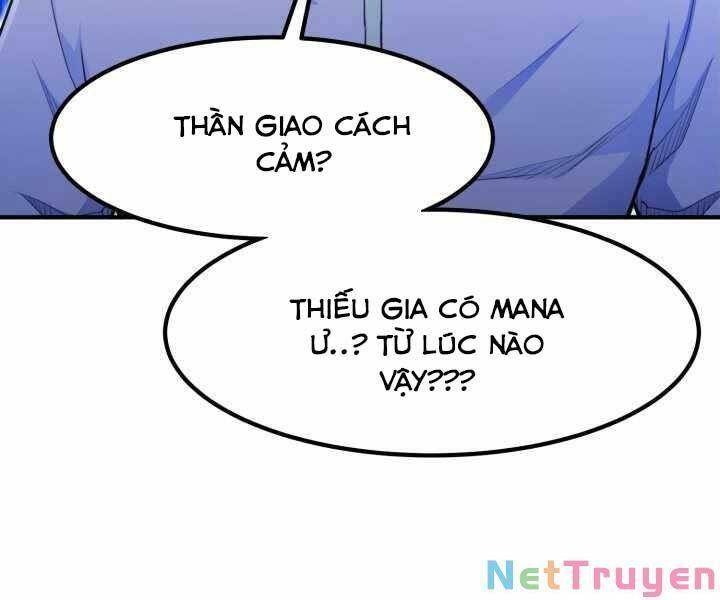 THẦN GIAO CÁCH
CẢM?
THIẾU GIA CÓ MANA
Ư..? TỪ LÚC NÀO
VẬY???
NetTruyen